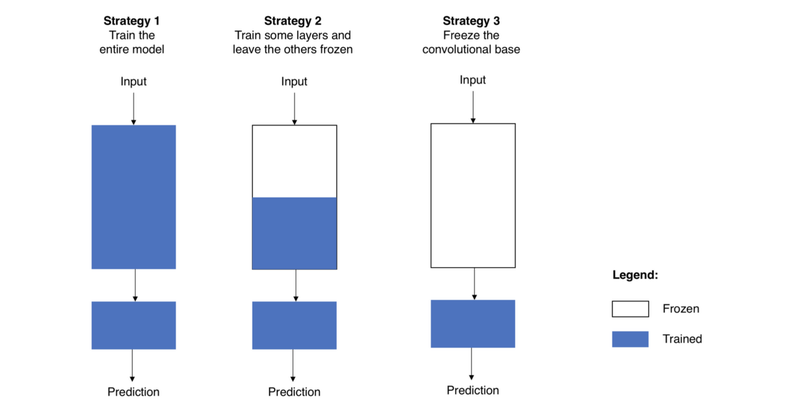 Strategy 1
Train the
entire model
Input
Prediction
Strategy 2
Train some layers and
leave the others frozen
Input
Prediction
Strategy 3
Freeze the
convolutional base
Input
Prediction
Legend:
Frozen
Trained